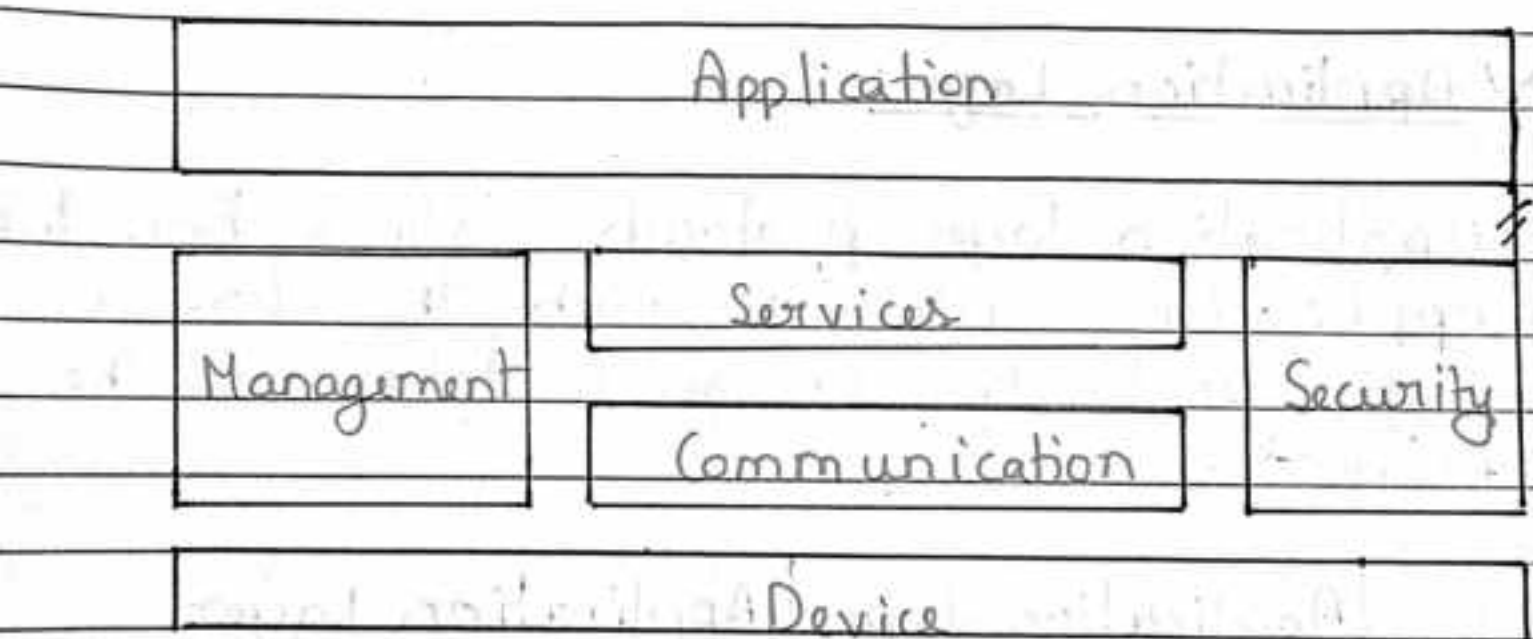 Application
Services
Management
Security
Communication
Device